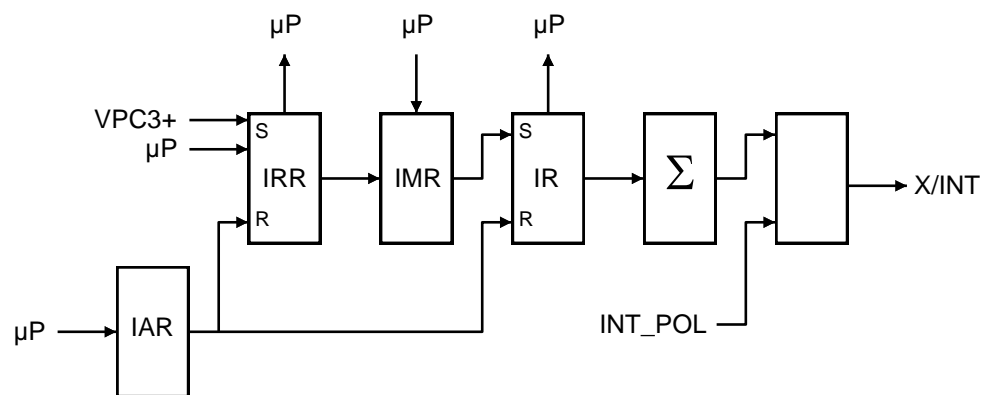 µP µP µP
VPC3+
µP
S
IRR
R
IMR
S
IR
R
Σ
X/INT
µP
IAR
INT_POL